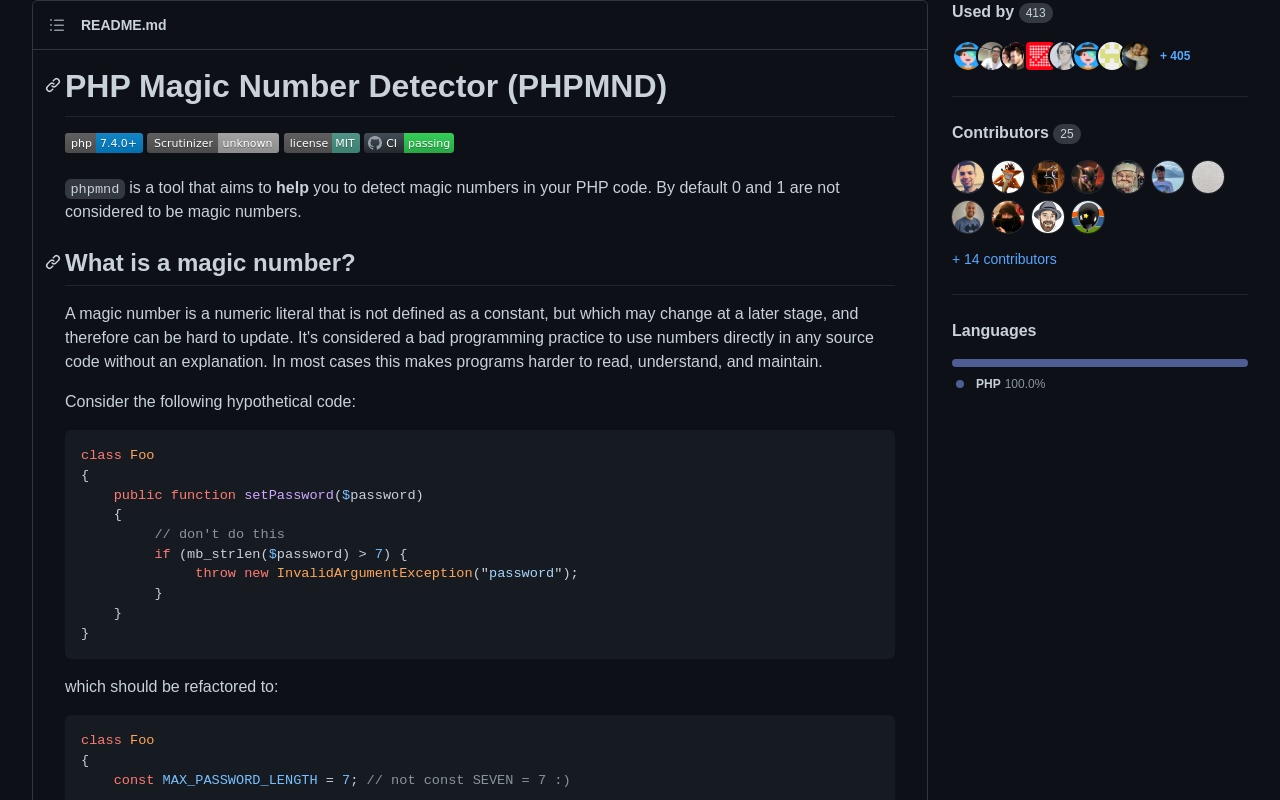 README.md
PHP Magic Number Detector (PHPMND)
php 7.4.0+ Scrutinizer unknown license MIT CI passing
phpmnd is a tool that aims to help you to detect magic numbers in your PHP code. By default 0 and 1 are not
considered to be magic numbers.
What is a magic number?
A magic number is a numeric literal that is not defined as a constant, but which may change at a later stage, and
therefore can be hard to update. It's considered a bad programming practice to use numbers directly in any source
code without an explanation. In most cases this makes programs harder to read, understand, and maintain.
Consider the following hypothetical code:
class Foo
{
    public function setPassword($password)
    {
         // don't do this
         if (mb_strlen($password) > 7) {
              throw new InvalidArgumentException("password");
         }
    }
}
which should be refactored to:
class Foo
{
    const MAX_PASSWORD_LENGTH = 7; // not const SEVEN = 7 :)
Used by 413
+ 405
Contributors 25
+ 14 contributors
Languages
PHP 100.0%